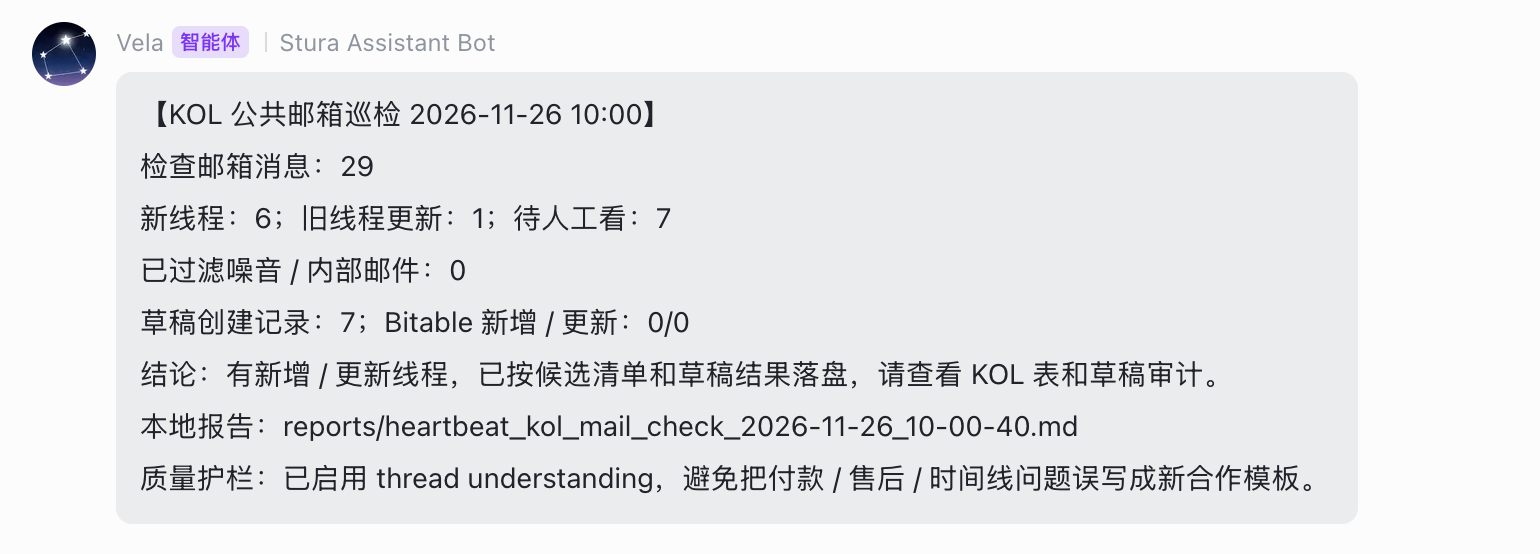 Vela 智能体 | Stura Assistant Bot
【KOL 公共邮箱巡检 2026-11-26 10:00】
检查邮箱消息：29
新线程：6；旧线程更新：1；待人工看：7
已过滤噪音 / 内部邮件：0
草稿创建记录：7；Bitable 新增 / 更新：0/0
结论：有新增 / 更新线程，已按候选清单和草稿结果落盘，请查看 KOL 表和草稿审计。
本地报告：reports/heartbeat_kol_mail_check_2026-11-26_10-00-40.md
质量护栏：已启用 thread understanding，避免把付款 / 售后 / 时间线问题误写成新合作模板。